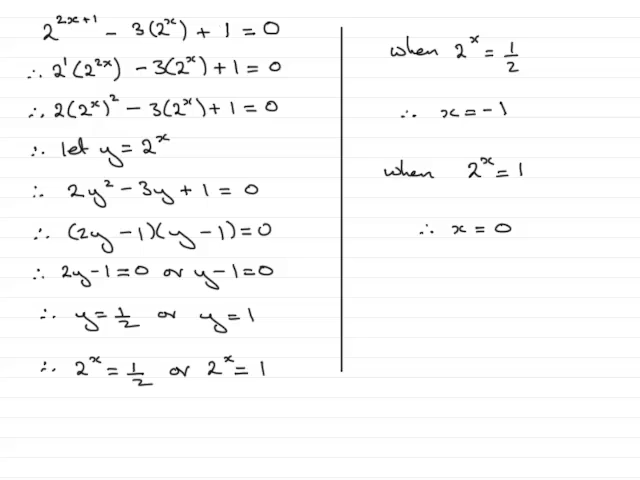 2^{2x+1} - 3(2^x) + 1 = 0
∴ 2^1(2^{2x}) - 3(2^x) + 1 = 0
∴ 2(2^x)^2 - 3(2^x) + 1 = 0
∴ let y = 2^x
∴ 2y^2 - 3y + 1 = 0
∴ (2y - 1)(y - 1) = 0
∴ 2y - 1 = 0 or y - 1 = 0
∴ y = 1/2 or y = 1
∴ 2^x = 1/2 or 2^x = 1
when 2^x = 1/2
∴ x = -1
when 2^x = 1
∴ x = 0